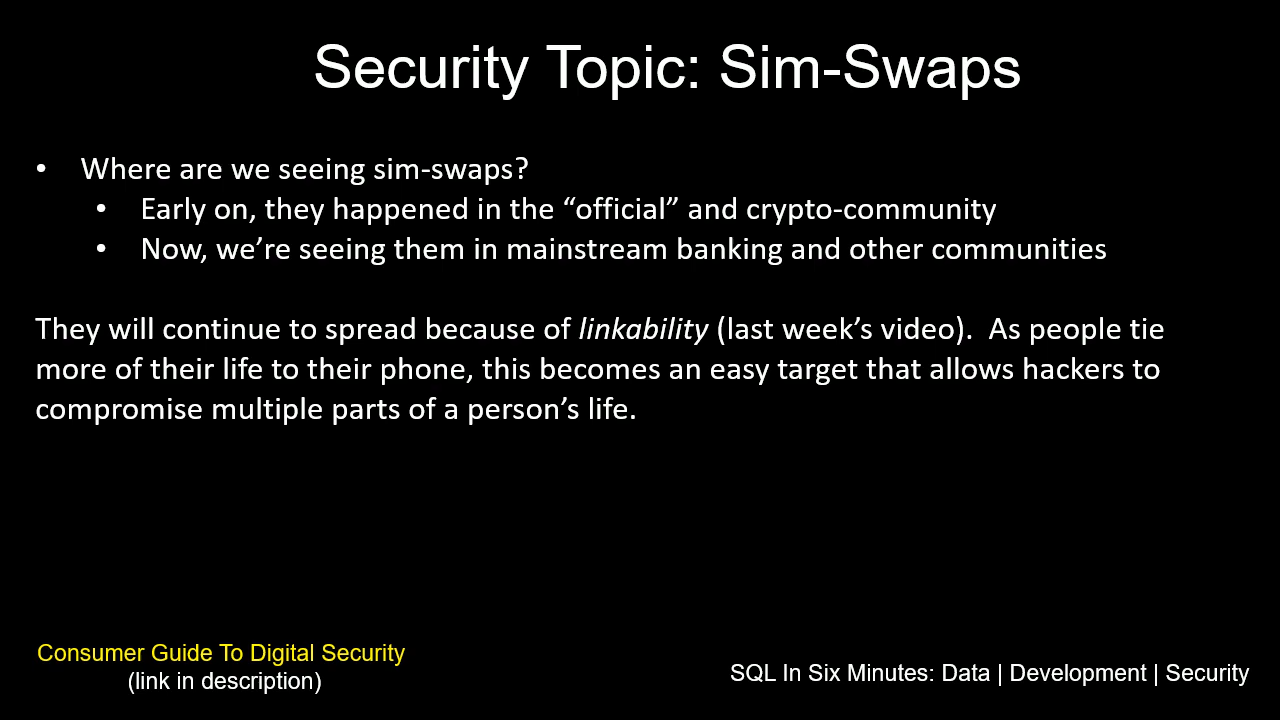 Security Topic: Sim-Swaps
• Where are we seeing sim-swaps?
• Early on, they happened in the “official” and crypto-community
• Now, we’re seeing them in mainstream banking and other communities
They will continue to spread because of linkability (last week’s video).  As people tie
more of their life to their phone, this becomes an easy target that allows hackers to
compromise multiple parts of a person’s life.
Consumer Guide To Digital Security
(link in description)
SQL In Six Minutes: Data | Development | Security